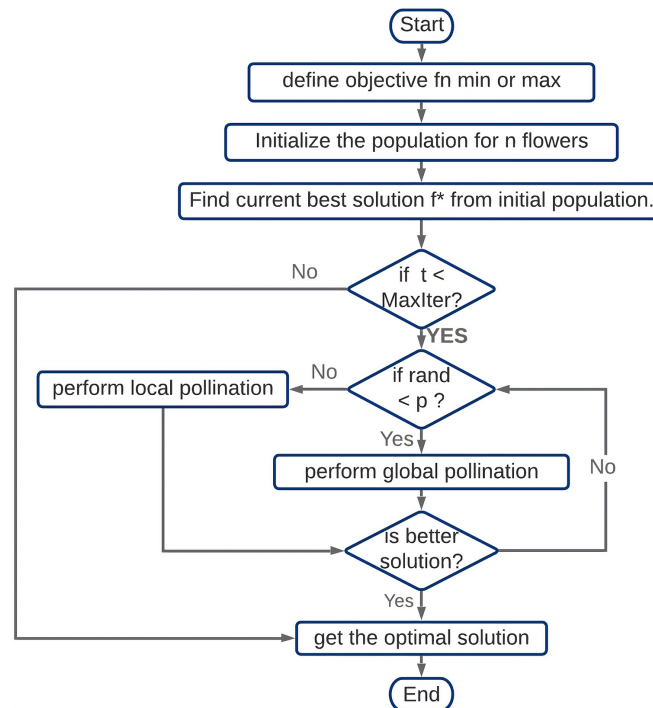 Start
define objective fn min or max
Initialize the population for n flowers
Find current best solution f* from initial population.
No
if t <
MaxIter?
YES
if rand
< p ?
No
perform local pollination
Yes
perform global pollination
No
is better
solution?
Yes
get the optimal solution
End